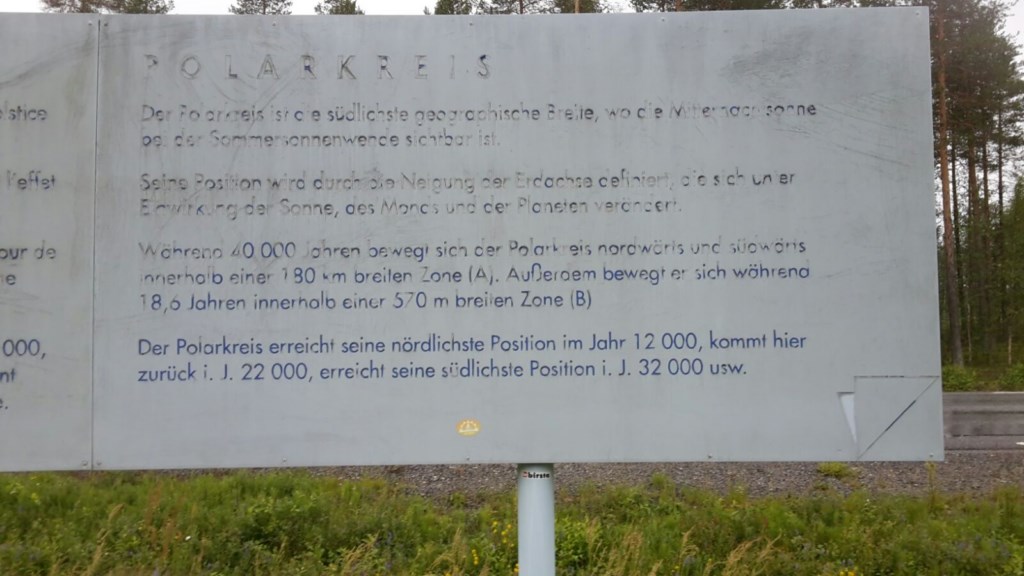 olstice
l'effet
our de
ne
000,
nt
e.
POLARKREIS
Der Polarkreis ist die südlichste geographische Breite, wo die Mitternachtsonne
bei der Sommersonnenwende sichtbar ist.
Seine Position wird durch die Neigung der Erdachse definiert, die sich unter
Einwirkung der Sonne, des Monds und der Planeten verändert.
Während 40 000 Jahren bewegt sich der Polarkreis nordwärts und südwärts
innerhalb einer 180 km breiten Zone (A). Außerdem bewegt er sich während
18,6 Jahren innerhalb einer 570 m breiten Zone (B)
Der Polarkreis erreicht seine nördlichste Position im Jahr 12 000, kommt hier
zurück i. J. 22 000, erreicht seine südlichste Position i. J. 32 000 usw.